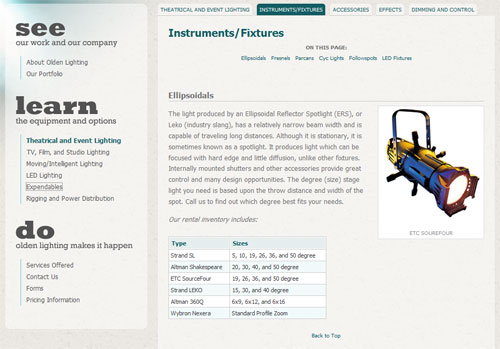 see
our work and our company
About Olden Lighting
Our Portfolio
learn
the equipment and options
Theatrical and Event Lighting
TV, Film, and Studio Lighting
Moving/Intelligent Lighting
LED Lighting
Expendables
Rigging and Power Distribution
do
olden lighting makes it happen
Services Offered
Contact Us
Forms
Pricing Information
THEATRICAL AND EVENT LIGHTING INSTRUMENTS/FIXTURES ACCESSORIES EFFECTS DIMMING AND CONTROL
Instruments/Fixtures
ON THIS PAGE:
Ellipsoidals Fresnels Parcans Cyc Lights Followspots LED Fixtures
Ellipsoidals
The light produced by an Ellipsoidal Reflector Spotlight (ERS), or
Leko (industry slang), has a relatively narrow beam width and is
capable of traveling long distances. Although it is stationary, it is
sometimes known as a spotlight. It produces light which can be
focused with hard edge and little diffusion, unlike other fixtures.
Internally mounted shutters and other accessories provide great
control and many design opportunities. The degree (size) stage
light you need is based upon the throw distance and width of the
spot. Call us to find out which degree best fits your needs.
ETC SOUREFOUR
Our rental inventory includes:
Type Sizes
Strand SL 5, 10, 19, 26, 36, and 50 degree
Altman Shakespeare 20, 30, 40, and 50 degree
ETC SourceFour 19, 26, 36, and 50 degree
Strand LEKO 15, 30, and 40 degree
Altman 360Q 6x9, 6x12, and 6x16
Wybron Nexera Standard Profile Zoom
Back to Top